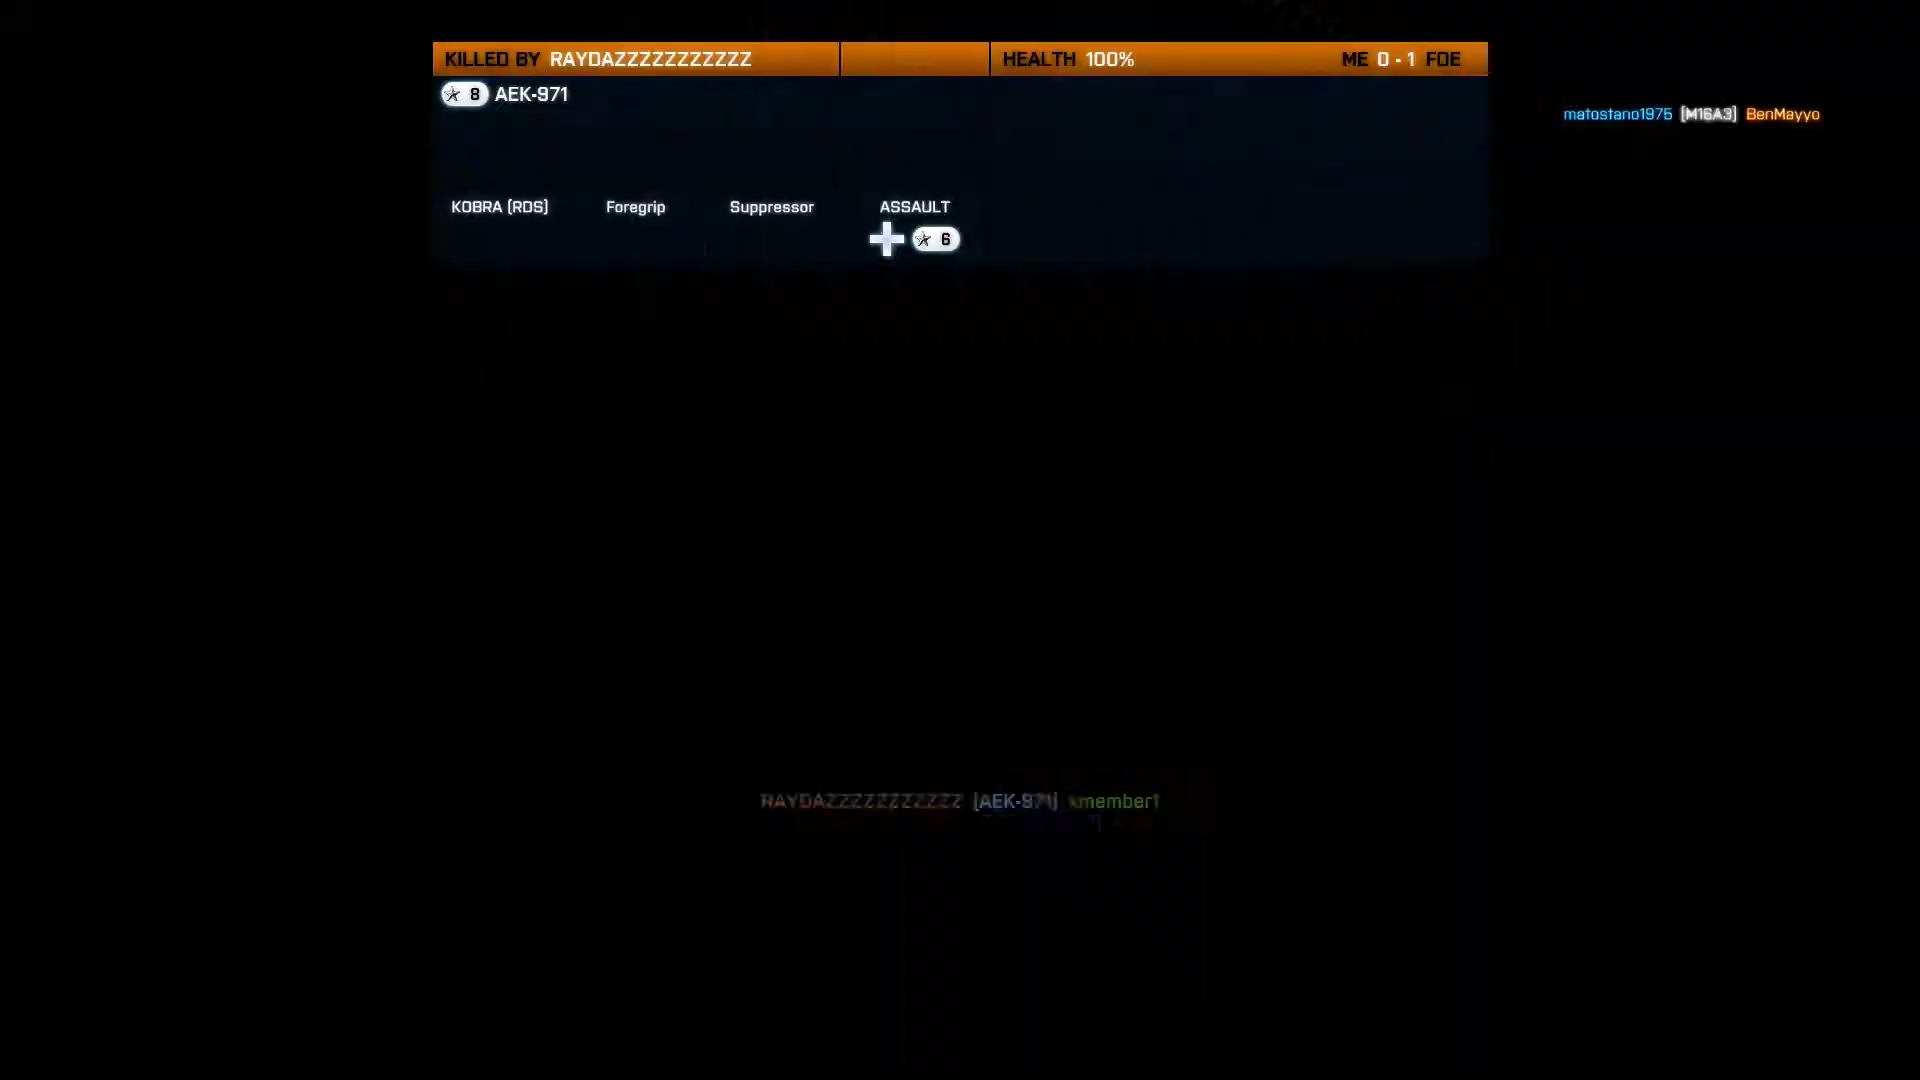 KILLED BY RAYDAZZZZZZZZZZZ
HEALTH 100%
ME 0 - 1 FOE
8 AEK-971
matostano1975 [M16A3] BenMayyo
KOBRA (RDS) Foregrip Suppressor ASSAULT
6
RAYDAZZZZZZZZZZZ [AEK-971] xmember1